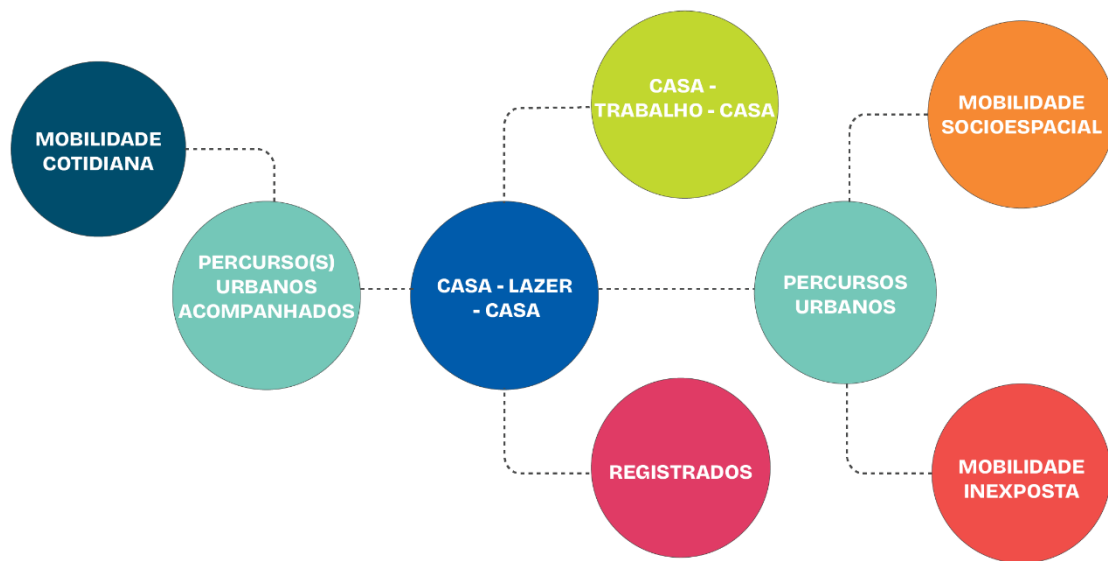 MOBILIDADE
COTIDIANA
PERCURSO(S)
URBANOS
ACOMPANHADOS
CASA - LAZER
- CASA
CASA -
TRABALHO - CASA
REGISTRADOS
PERCURSOS
URBANOS
MOBILIDADE
SOCIOESPACIAL
MOBILIDADE
INEXPOSTA